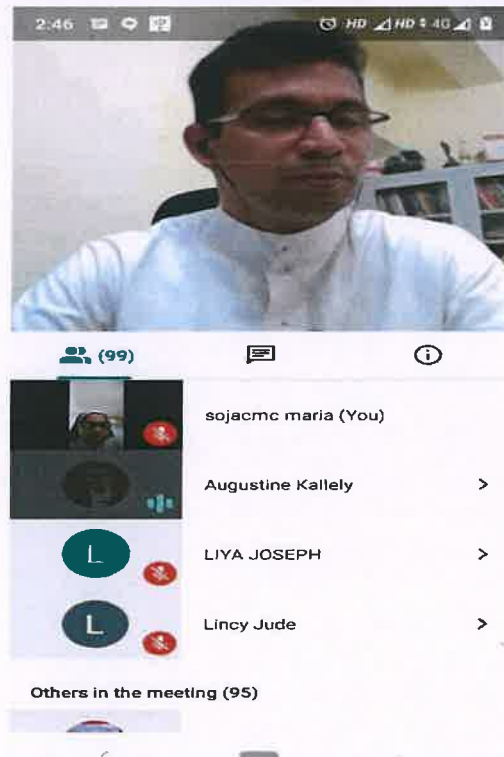 2:46 HD HD 4G
(99)
sojacmc maria (You)
Augustine Kallely
L LIYA JOSEPH
L Lincy Jude
Others in the meeting (95)